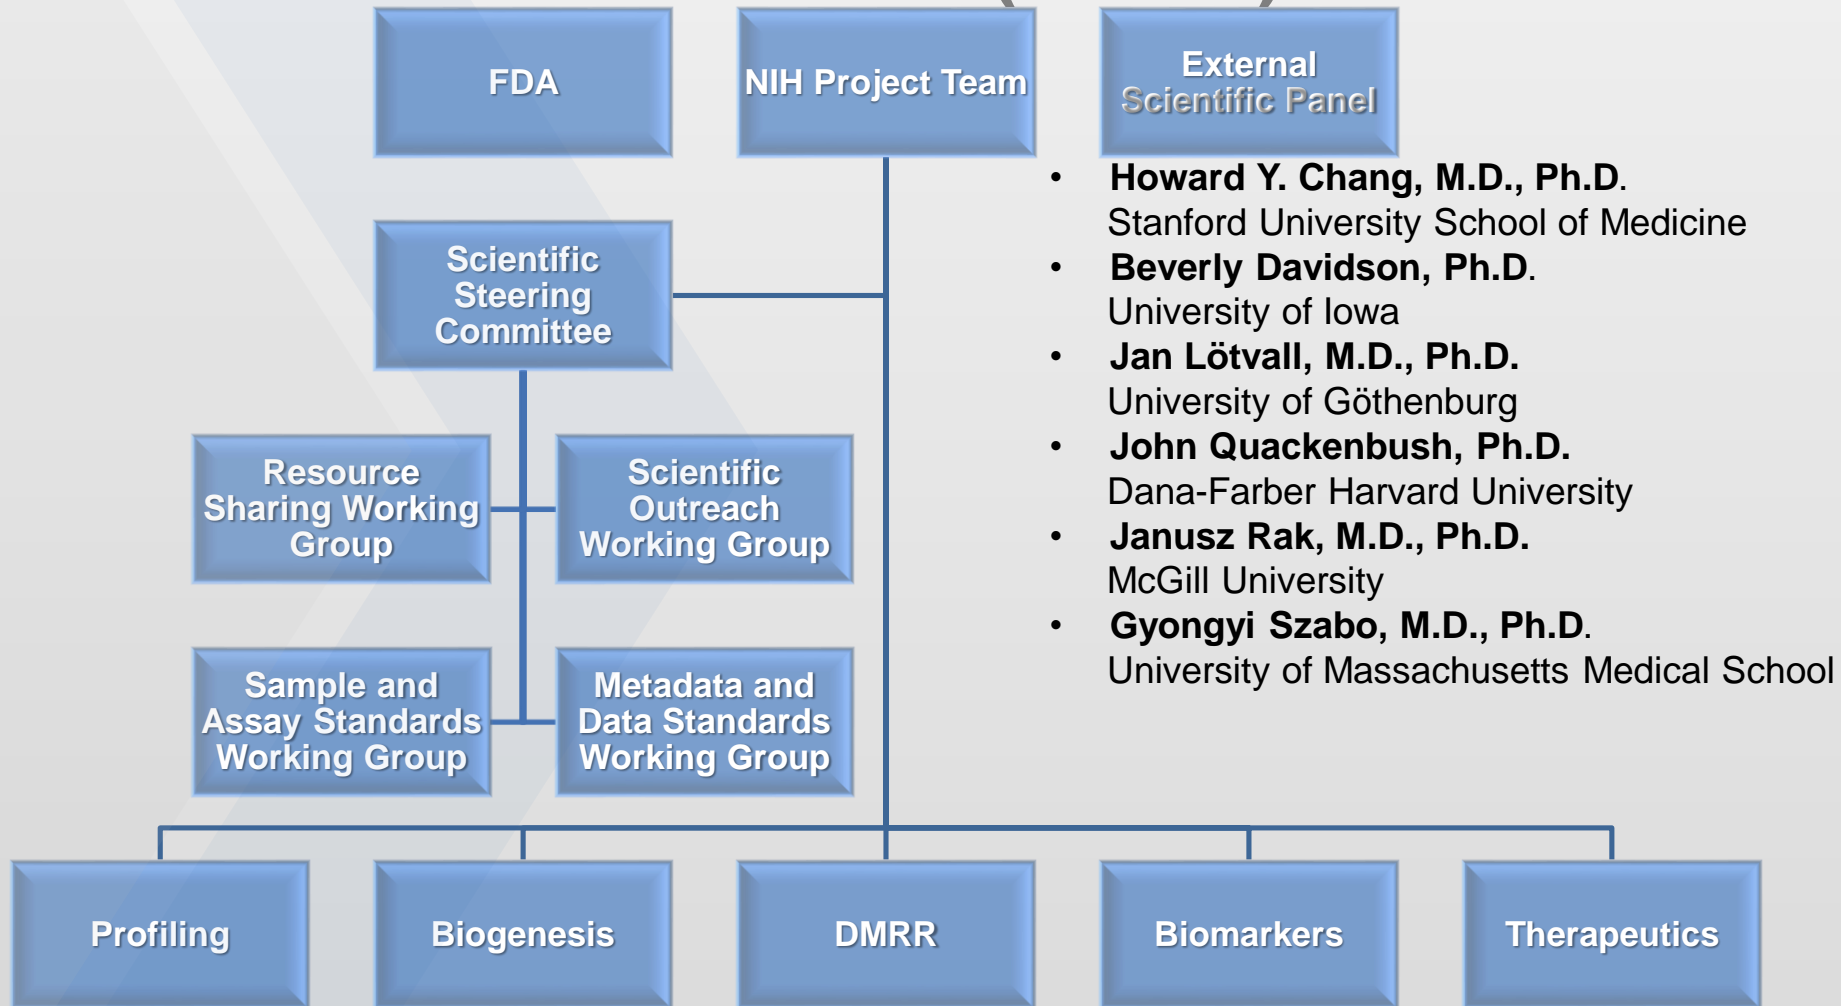 FDA
NIH Project Team
External
Scientific Panel
• Howard Y. Chang, M.D., Ph.D.
Stanford University School of Medicine
• Beverly Davidson, Ph.D.
University of Iowa
• Jan Lötvall, M.D., Ph.D.
University of Göthenburg
• John Quackenbush, Ph.D.
Dana-Farber Harvard University
• Janusz Rak, M.D., Ph.D.
McGill University
• Gyongyi Szabo, M.D., Ph.D.
University of Massachusetts Medical School
Scientific
Steering
Committee
Resource
Sharing Working
Group
Scientific
Outreach
Working Group
Sample and
Assay Standards
Working Group
Metadata and
Data Standards
Working Group
Profiling
Biogenesis
DMRR
Biomarkers
Therapeutics